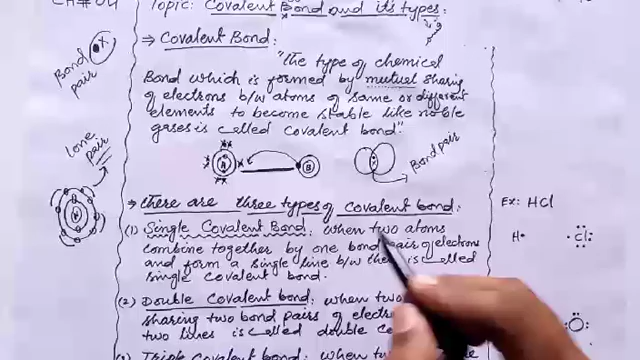 CH#04 Topic: Covalent Bond and its types:
⇒ Covalent Bond:
"The type of chemical
Bond which is formed by mutual sharing
of electrons b/w atoms of same or different
elements to become stable like noble
gases is called covalent bond".
Bond pair
lone pair
Bond pair
⇒ There are three types of covalent bond:
(1) Single Covalent Bond: when two atoms
combine together by one bond pair of electrons
and form a single line b/w them is called
single covalent bond.
(2) Double Covalent bond: when two
sharing two bond pairs of
two lines is called double
(3) Triple Covalent bond: when two
Ex: HCl
H• •Cl
O